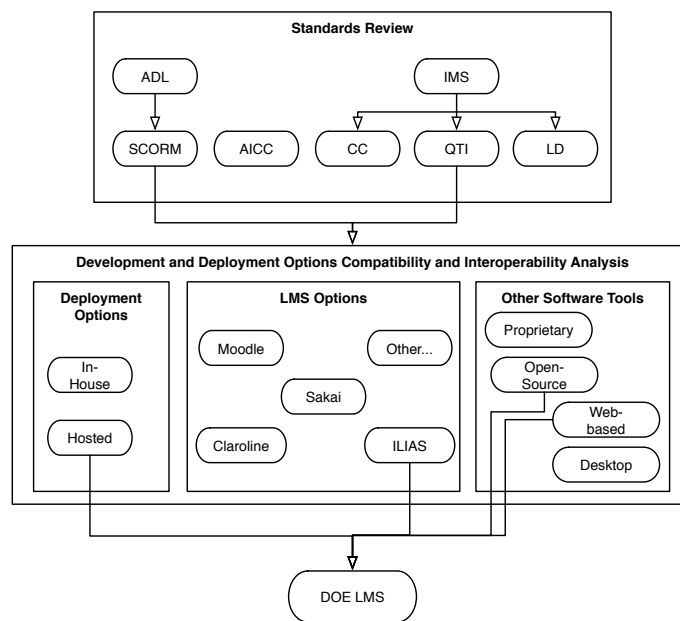 Standards Review
ADL
IMS
SCORM
AICC
CC
QTI
LD
Development and Deployment Options Compatibility and Interoperability Analysis
Deployment
Options
In-
House
Hosted
LMS Options
Moodle
Other...
Sakai
Claroline
ILIAS
Other Software Tools
Proprietary
Open-
Source
Web-
based
Desktop
DOE LMS